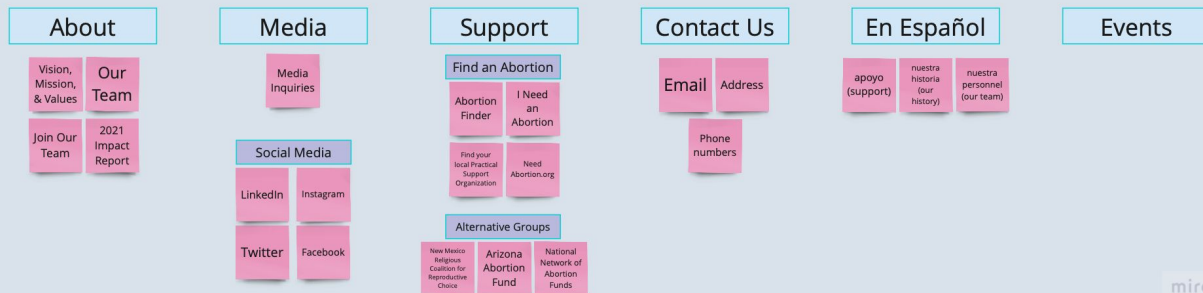 About
Vision,
Mission,
& Values
Our
Team
Join Our
Team
2021
Impact
Report
Media
Media
Inquiries
Social Media
LinkedIn
Instagram
Twitter
Facebook
Support
Find an Abortion
Abortion
Finder
I Need
an
Abortion
Find your
local Practical
Support
Organization
Need
Abortion.org
Alternative Groups
New Mexico
Religious
Coalition for
Reproductive
Choice
Arizona
Abortion
Fund
National
Network of
Abortion
Funds
Contact Us
Email
Address
Phone
numbers
En Español
apoyo
(support)
nuestra
historia
(our
history)
nuestra
personnel
(our team)
Events